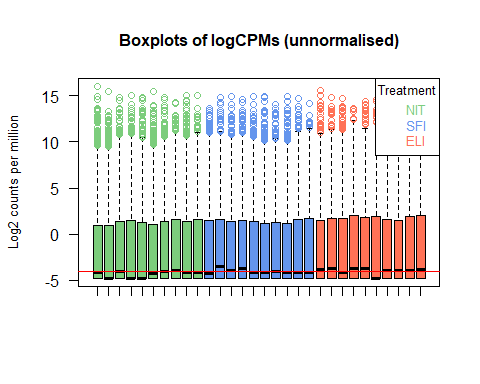 Boxplots of logCPMs (unnormalised)
Treatment
NIT
SFI
ELI
Log2 counts per million
15
10
5
0
-5